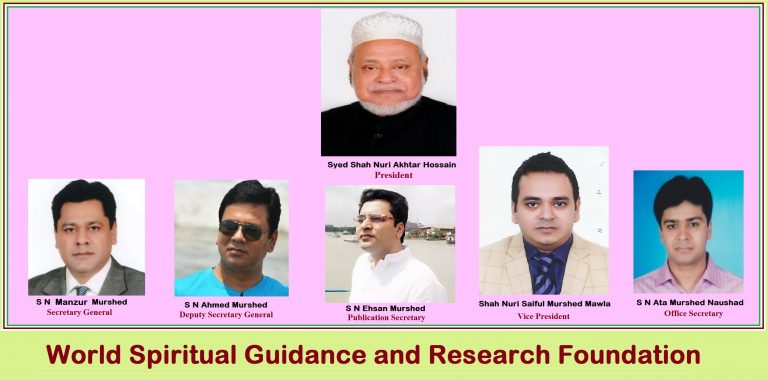 Syed Shah Nuri Akhtar Hossain
President
S N Manzur Murshed
Secretary General
S N Ahmed Murshed
Deputy Secretary General
S N Ehsan Murshed
Publication Secretary
Shah Nuri Saiful Murshed Mawla
Vice President
S N Ata Murshed Naushad
Office Secretary
World Spiritual Guidance and Research Foundation